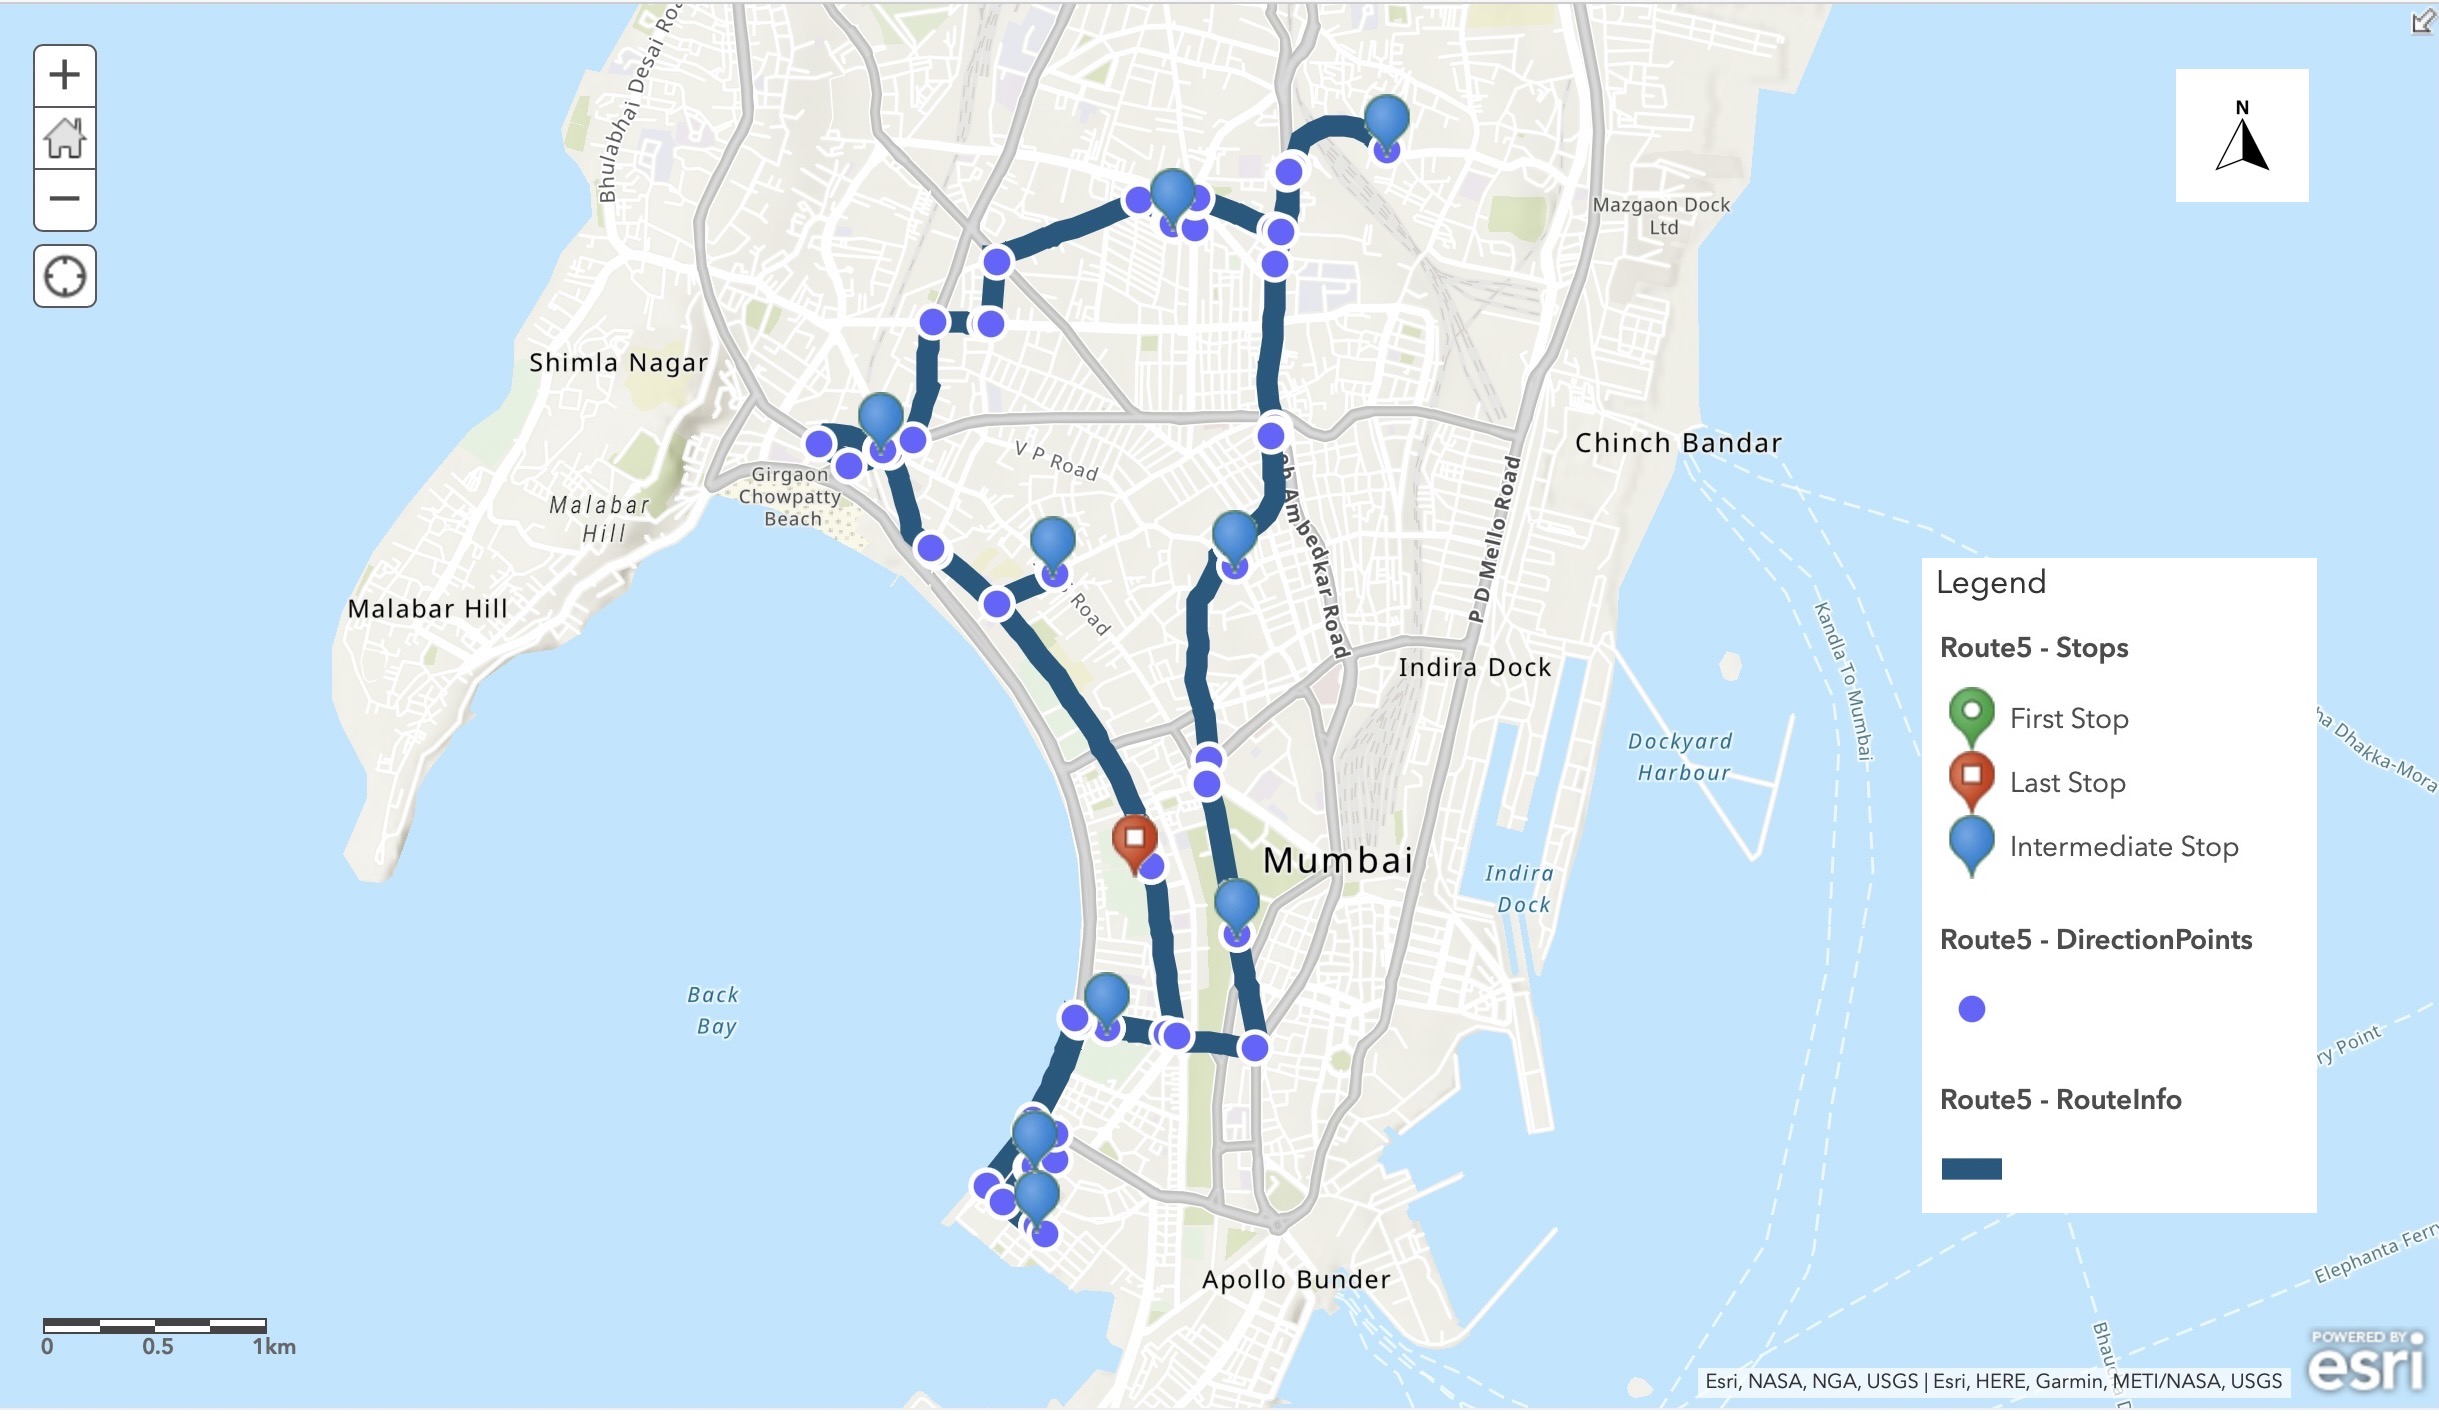 +
−
N
Bhulabhai Desai Roa
Mazgaon Dock
Ltd
Shimla Nagar
V P Road
Chinch Bandar
Girgaon
Chowpatty
Beach
Malabar
Hill
Ambedkar Road
P D Mello Road
Malabar Hill
Road
Indira Dock
Kandla To Mumbai
Dockyard
Harbour
Dhakka-Mora
Mumbai
Indira
Dock
Back
Bay
Legend
Route5 - Stops
First Stop
Last Stop
Intermediate Stop
Route5 - DirectionPoints
Route5 - RouteInfo
ry Point
Apollo Bunder
Elephanta Ferry
0 0.5 1km
POWERED BY
esri
Esri, NASA, NGA, USGS | Esri, HERE, Garmin, METI/NASA, USGS